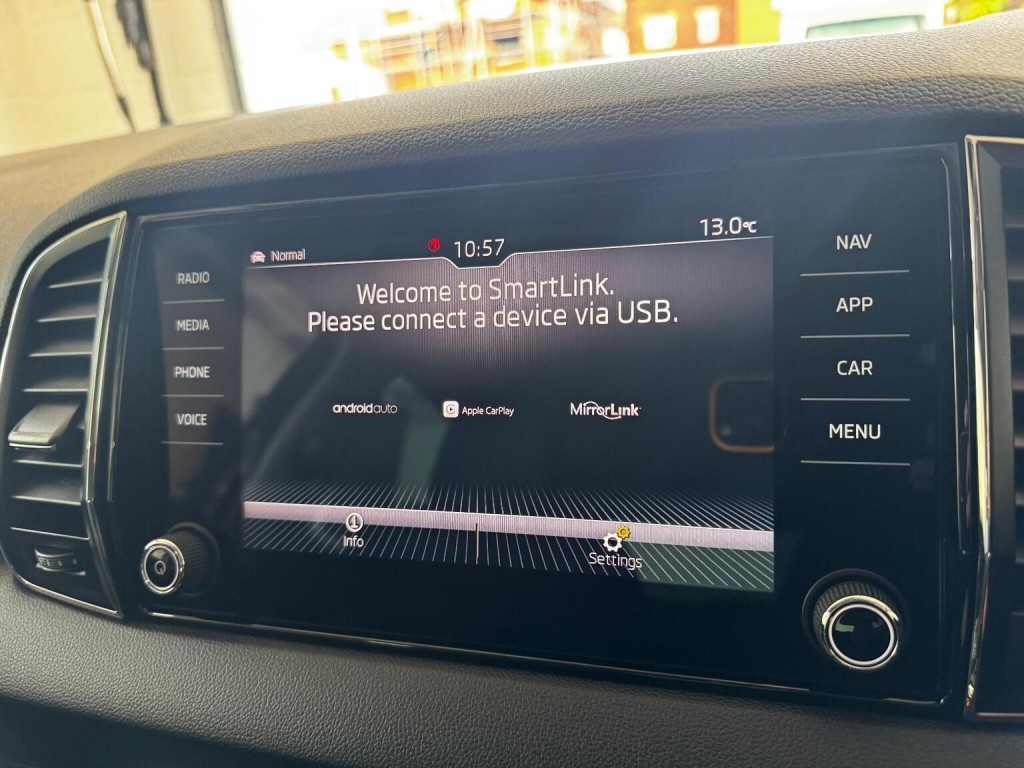 Normal
10:57
13.0°C
Welcome to SmartLink.
Please connect a device via USB.
androidauto
Apple CarPlay
MirrorLink
Info
Settings
RADIO
MEDIA
PHONE
VOICE
NAV
APP
CAR
MENU